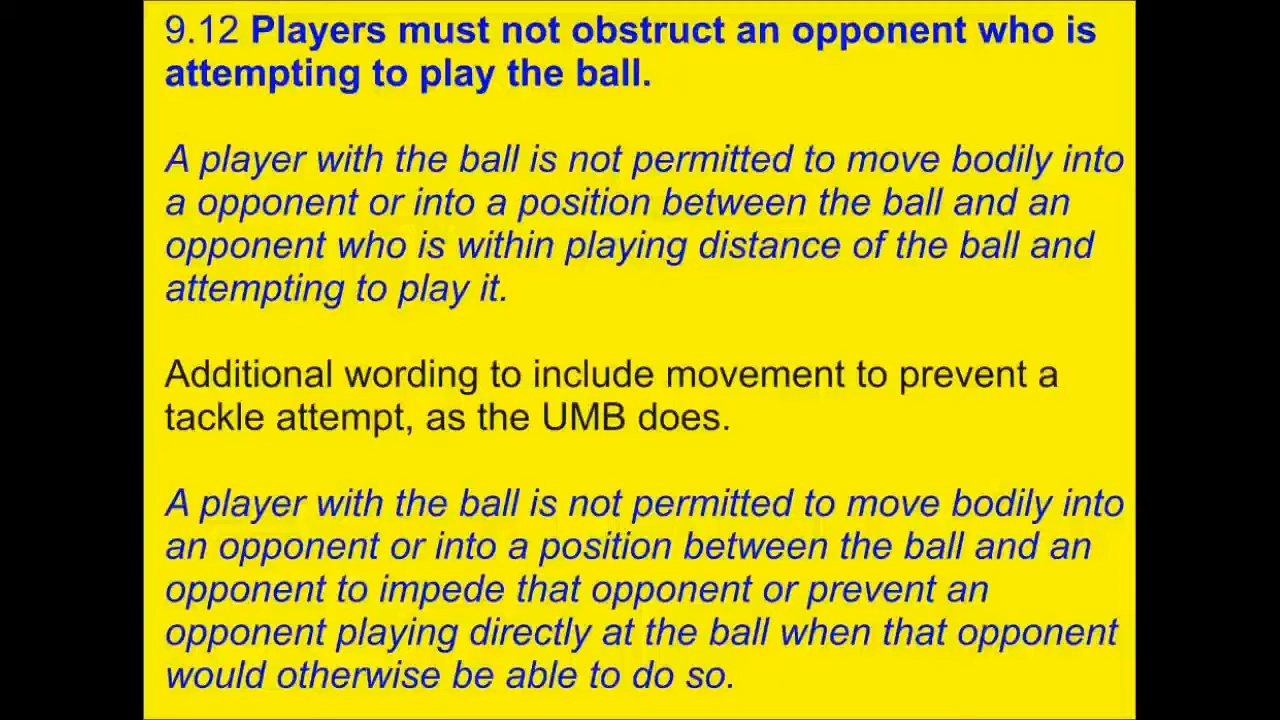 9.12 Players must not obstruct an opponent who is
attempting to play the ball.
A player with the ball is not permitted to move bodily into
a opponent or into a position between the ball and an
opponent who is within playing distance of the ball and
attempting to play it.
Additional wording to include movement to prevent a
tackle attempt, as the UMB does.
A player with the ball is not permitted to move bodily into
an opponent or into a position between the ball and an
opponent to impede that opponent or prevent an
opponent playing directly at the ball when that opponent
would otherwise be able to do so.